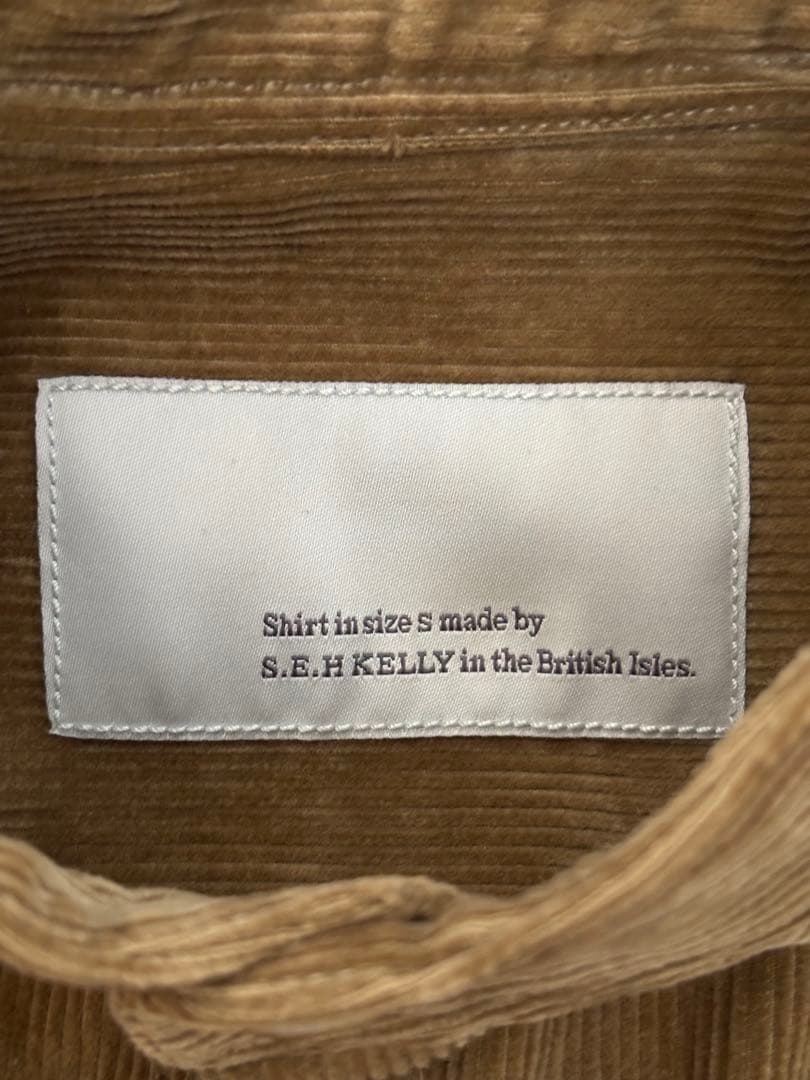 Shirt in size S made by
S.E.H KELLY in the British Isles.